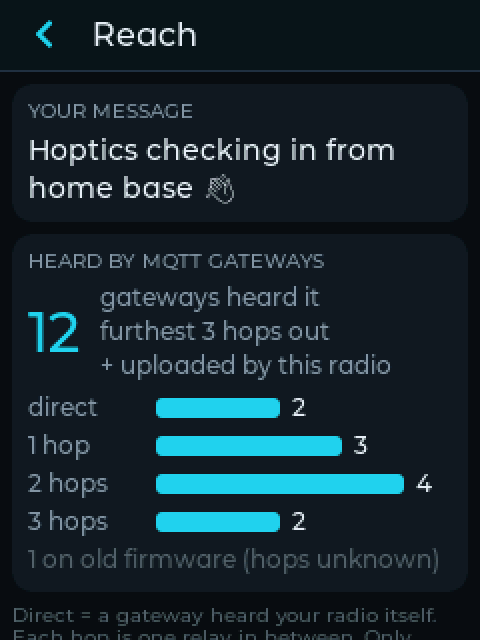 Reach
YOUR MESSAGE
Hoptics checking in from
home base 👋
HEARD BY MQTT GATEWAYS
12
gateways heard it
furthest 3 hops out
+ uploaded by this radio
direct 2
1 hop 3
2 hops 4
3 hops 2
1 on old firmware (hops unknown)
Direct = a gateway heard your radio itself.
Each hop is one relay in between. Only